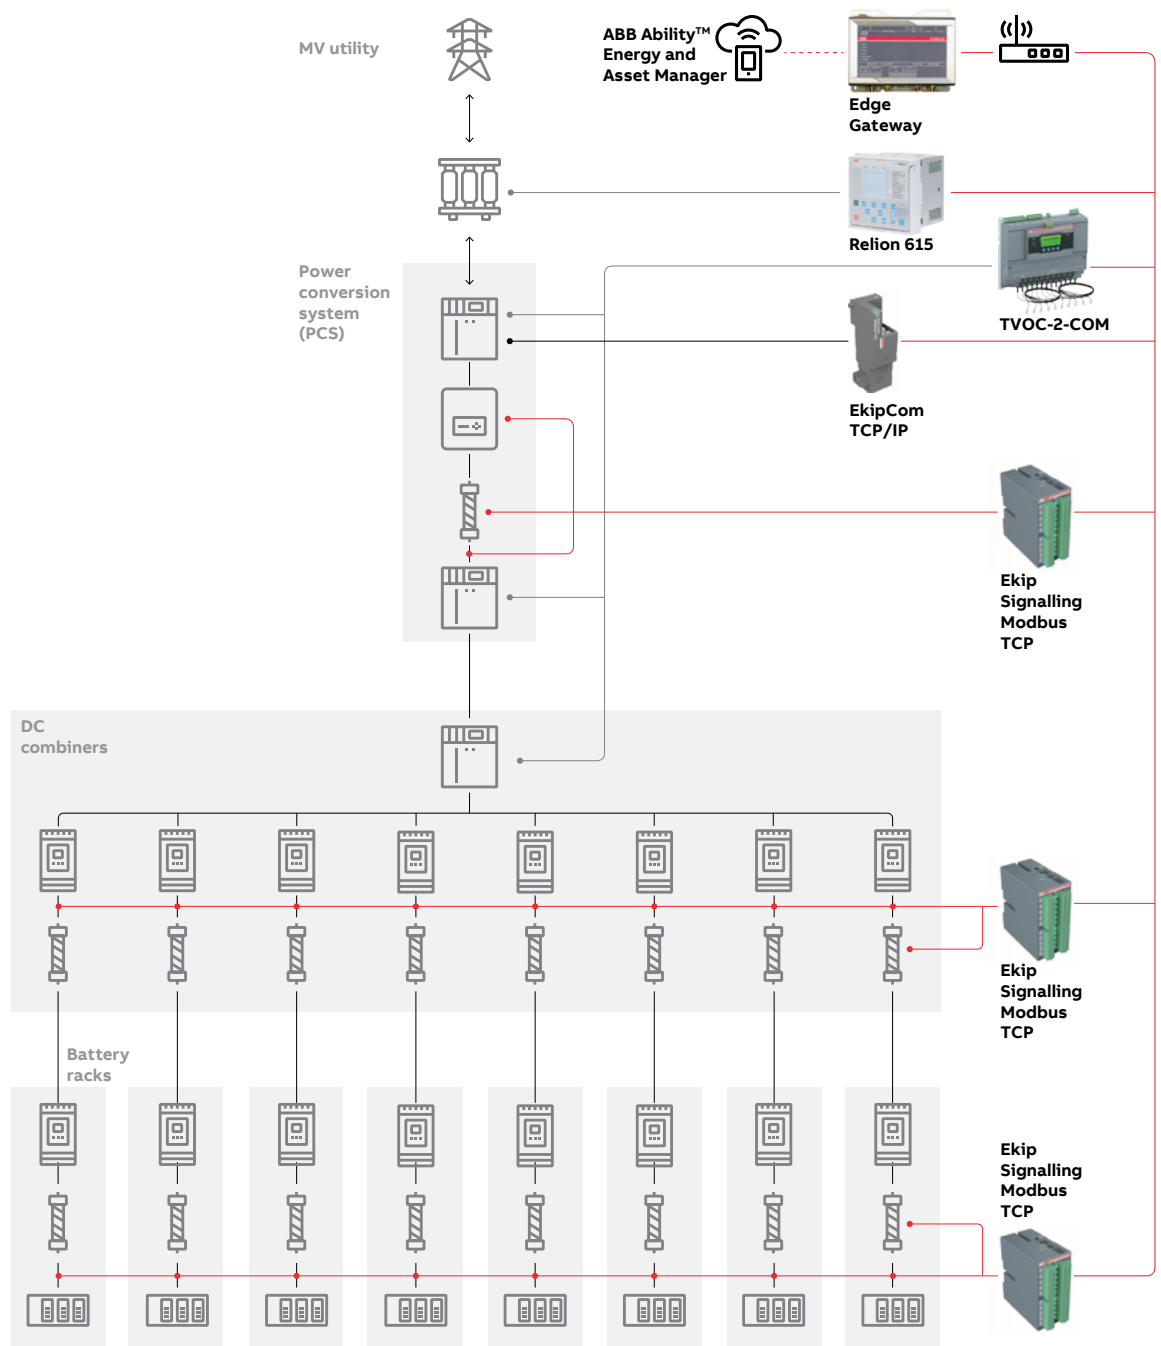 MV utility
ABB Ability™
Energy and
Asset Manager
Edge
Gateway
Relion 615
TVOC-2-COM
Power
conversion
system
(PCS)
EkipCom
TCP/IP
Ekip
Signalling
Modbus
TCP
DC
combiners
Ekip
Signalling
Modbus
TCP
Battery
racks
Ekip
Signalling
Modbus
TCP